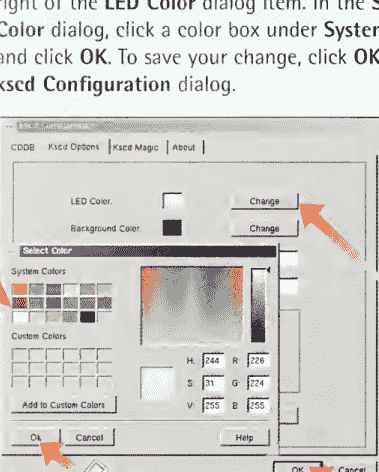 right of the LED Color dialog item. In the S
Color dialog, click a color box under System
and click OK. To save your change, click OK
kscd Configuration dialog.
CDDB Kscd Options Kscd Magic About
LED Color. Change
Background Color. Change
Select Color
System Colors
Custom Colors
H: 244 R: 226
S: 31 G: 224
V: 255 B 255
Add to Custom Colors
Ok Cancel Help
OK Cancel